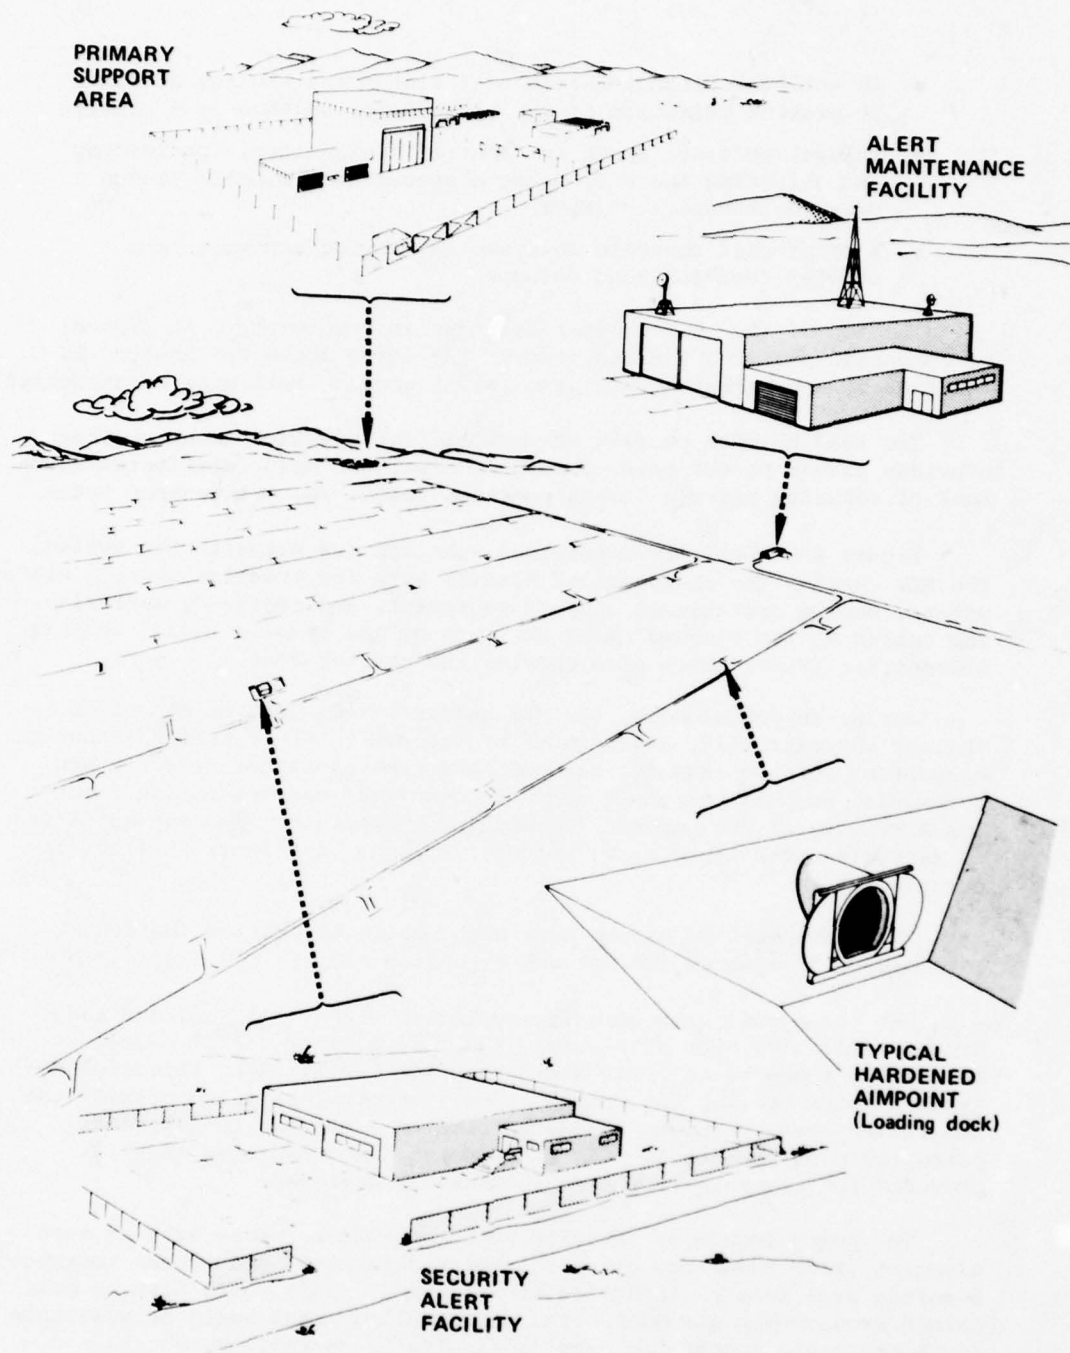 PRIMARY
SUPPORT
AREA
ALERT
MAINTENANCE
FACILITY
TYPICAL
HARDENED
AIMPOINT
(Loading dock)
SECURITY
ALERT
FACILITY